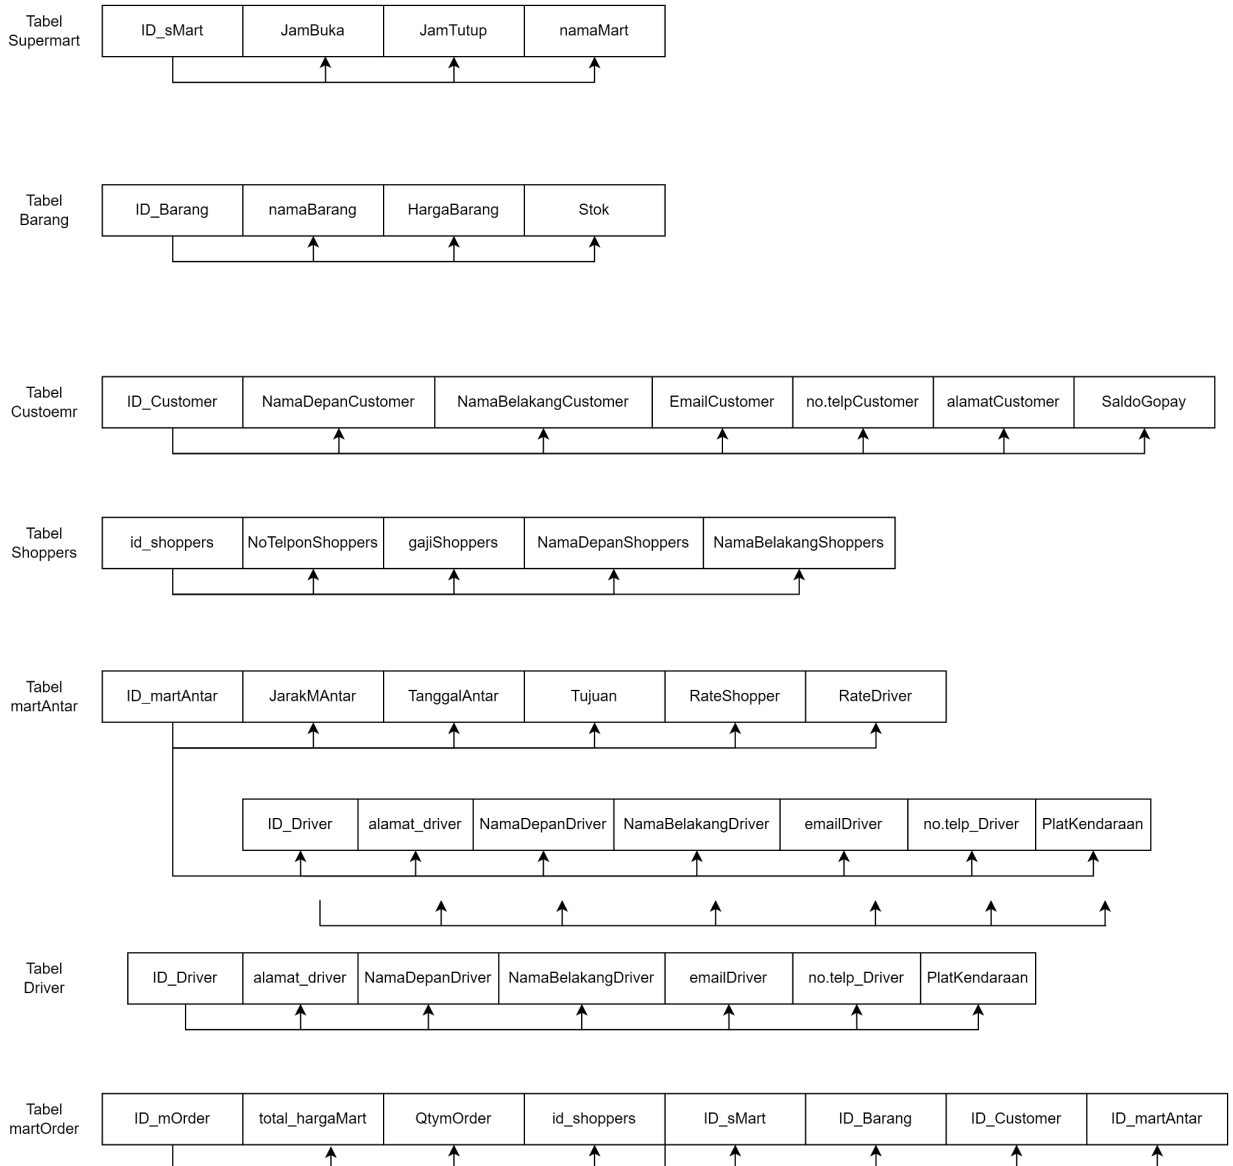 Tabel
Supermart
ID_sMart JamBuka JamTutup namaMart
Tabel
Barang
ID_Barang namaBarang HargaBarang Stok
Tabel
Custoemr
ID_Customer NamaDepanCustomer NamaBelakangCustomer EmailCustomer no.telpCustomer alamatCustomer SaldoGopay
Tabel
Shoppers
id_shoppers NoTelponShoppers gajiShoppers NamaDepanShoppers NamaBelakangShoppers
Tabel
martAntar
ID_martAntar JarakMAntar TanggalAntar Tujuan RateShopper RateDriver
ID_Driver alamat_driver NamaDepanDriver NamaBelakangDriver emailDriver no.telp_Driver PlatKendaraan
Tabel
Driver
ID_Driver alamat_driver NamaDepanDriver NamaBelakangDriver emailDriver no.telp_Driver PlatKendaraan
Tabel
martOrder
ID_mOrder total_hargaMart QtymOrder id_shoppers ID_sMart ID_Barang ID_Customer ID_martAntar